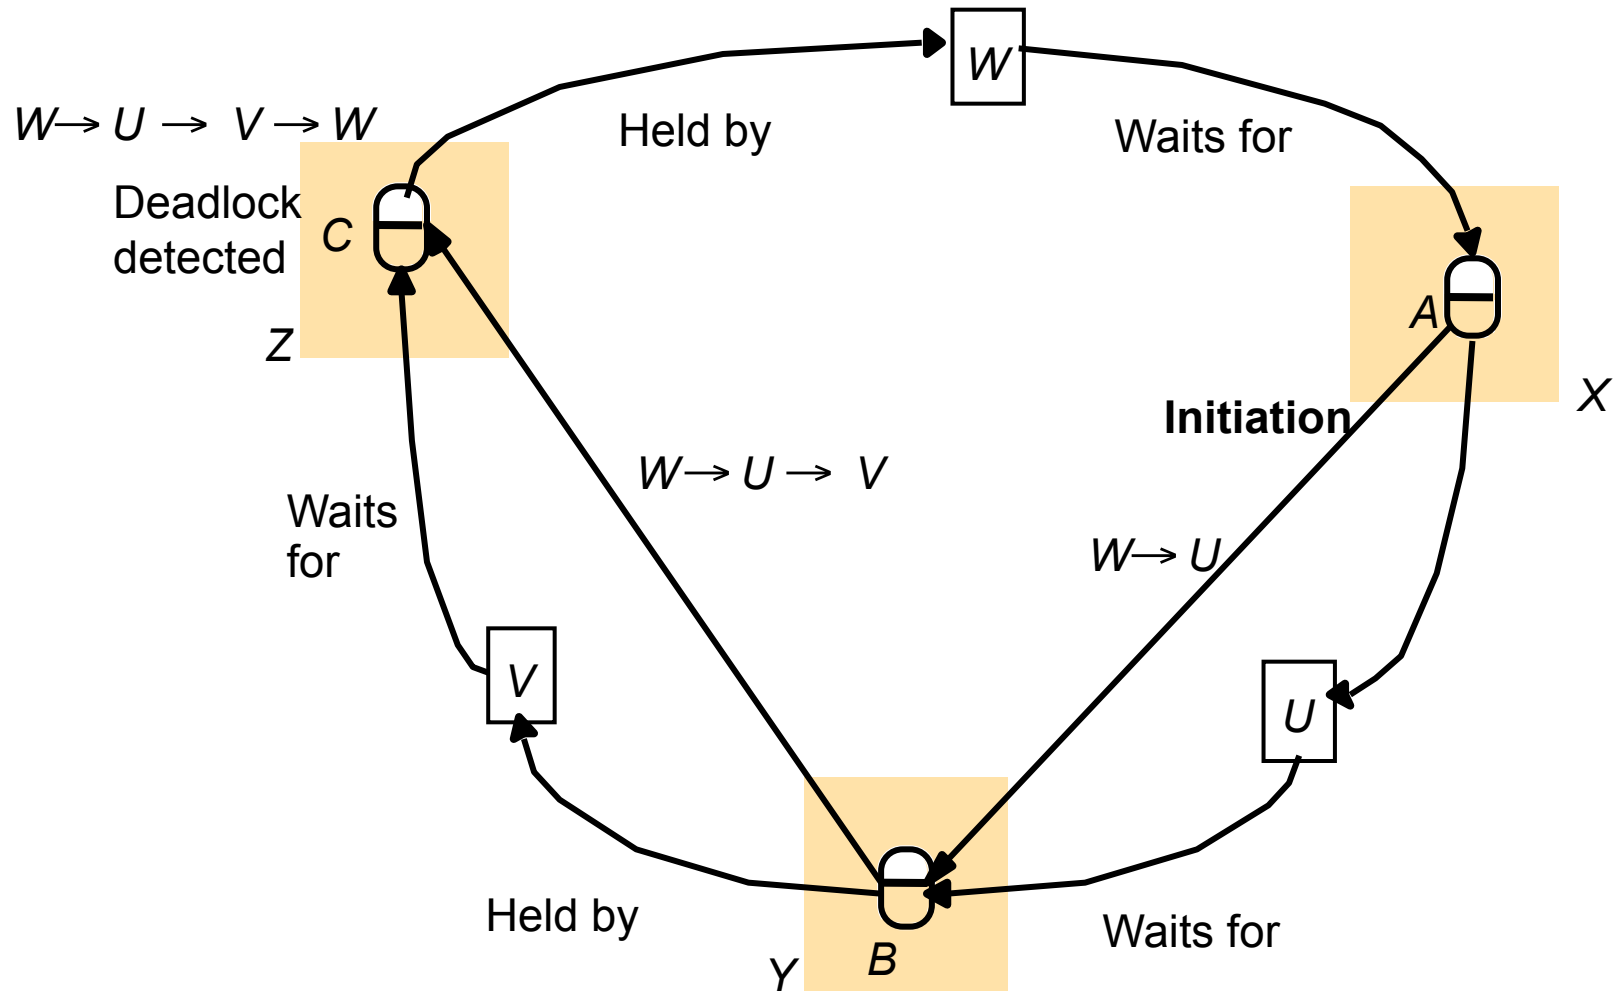 W
W→ U → V → W
Held by
Waits for
Deadlock
detected
C
A
Z
X
Initiation
W→ U → V
Waits
for
W→ U
V
U
Held by
Waits for
B
Y